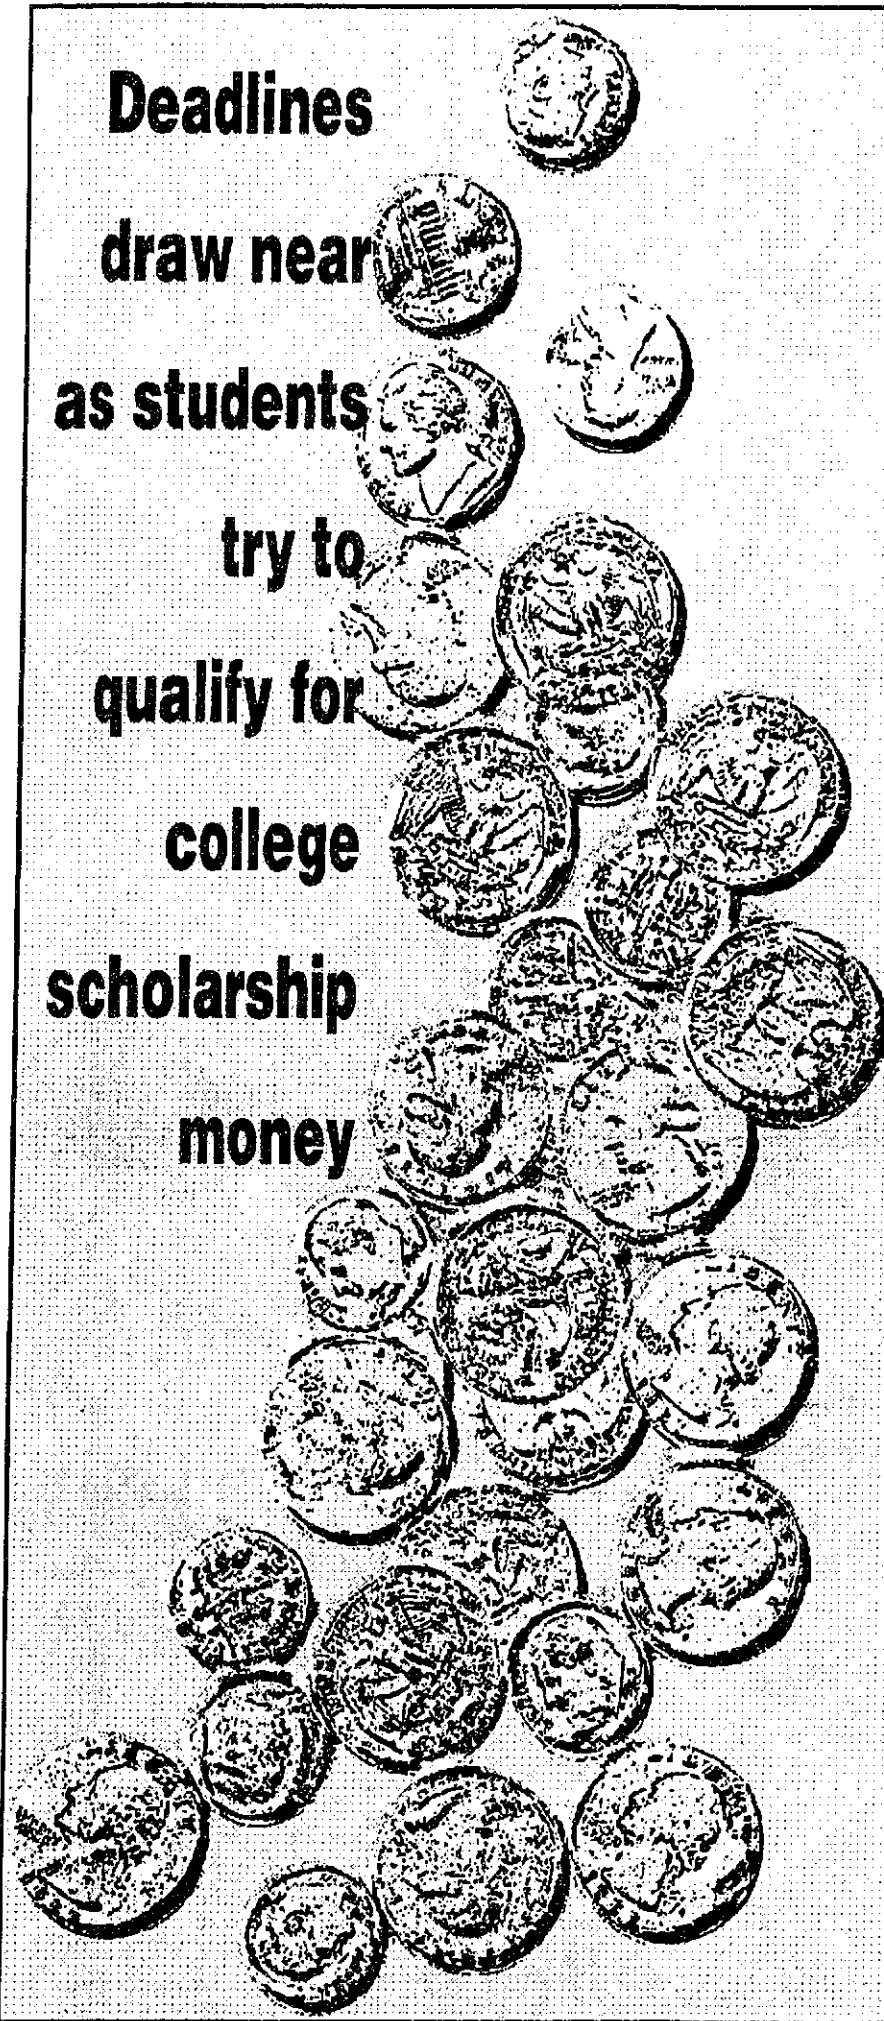 Deadlines
draw near
as students
try to
qualify for
college
scholarship
money